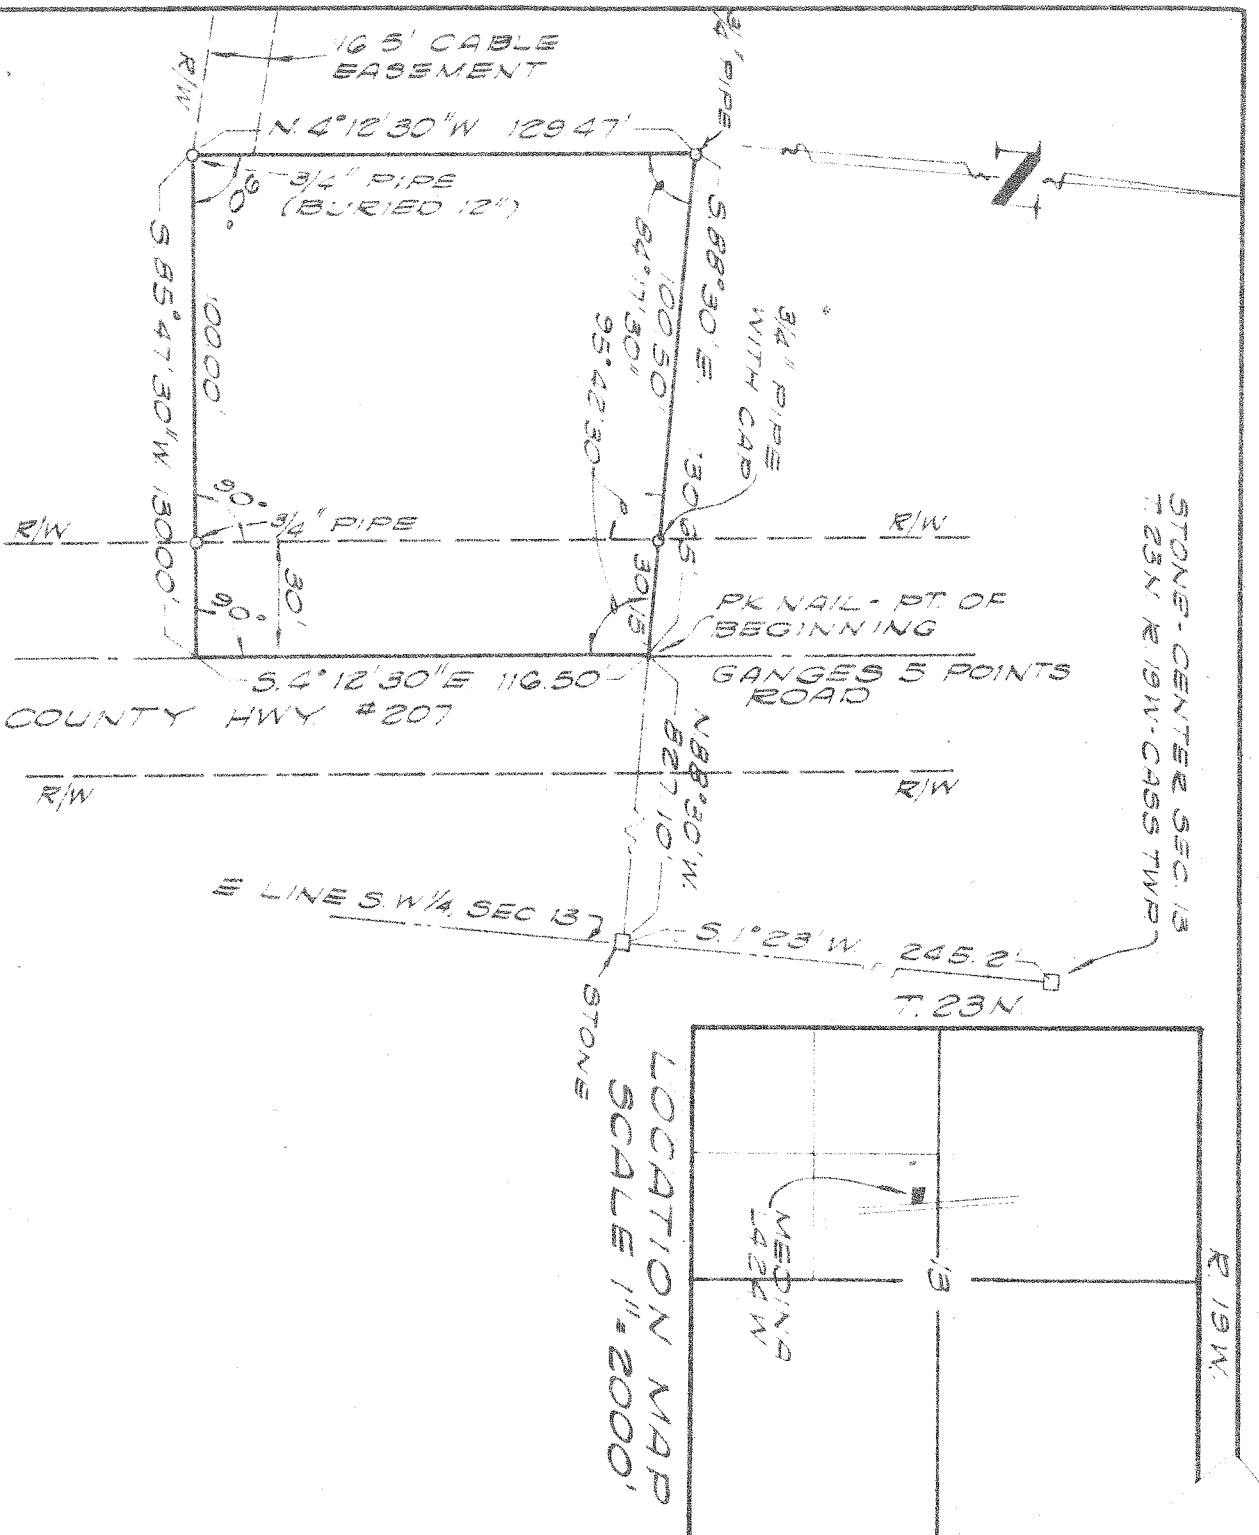 16 5' CABLE
EASEMENT
R/W
3/4" PIPE
N. 4°12'30"W 129.47'
3/4" PIPE
(BURIED 12")
90°
N
S. 85°47'30"W. 130.00'
100.00'
84°17'30"
100.50'
S.88°30'E. 130.65'
95°42'30
3/4" PIPE
WITH CAP
90°
3/4" PIPE
R/W
R/W
30'
30.15
90°
PK NAIL - PT. OF
BEGINNING
S. 4°12'30"E. 116.50'
GANGES 5 POINTS
ROAD
COUNTY HWY. #207
N88°30'W.
827.10'
R/W
R/W
STONE - CENTER SEC. 13
T. 23N R. 19W - CASS TWP.
E LINE S.W 1/4 SEC 13
S. 1°23' W. 245.2'
STONE
T. 23N.
R. 19W.
13
MEDINA
L424W
LOCATION MAP
SCALE 1"=2000'